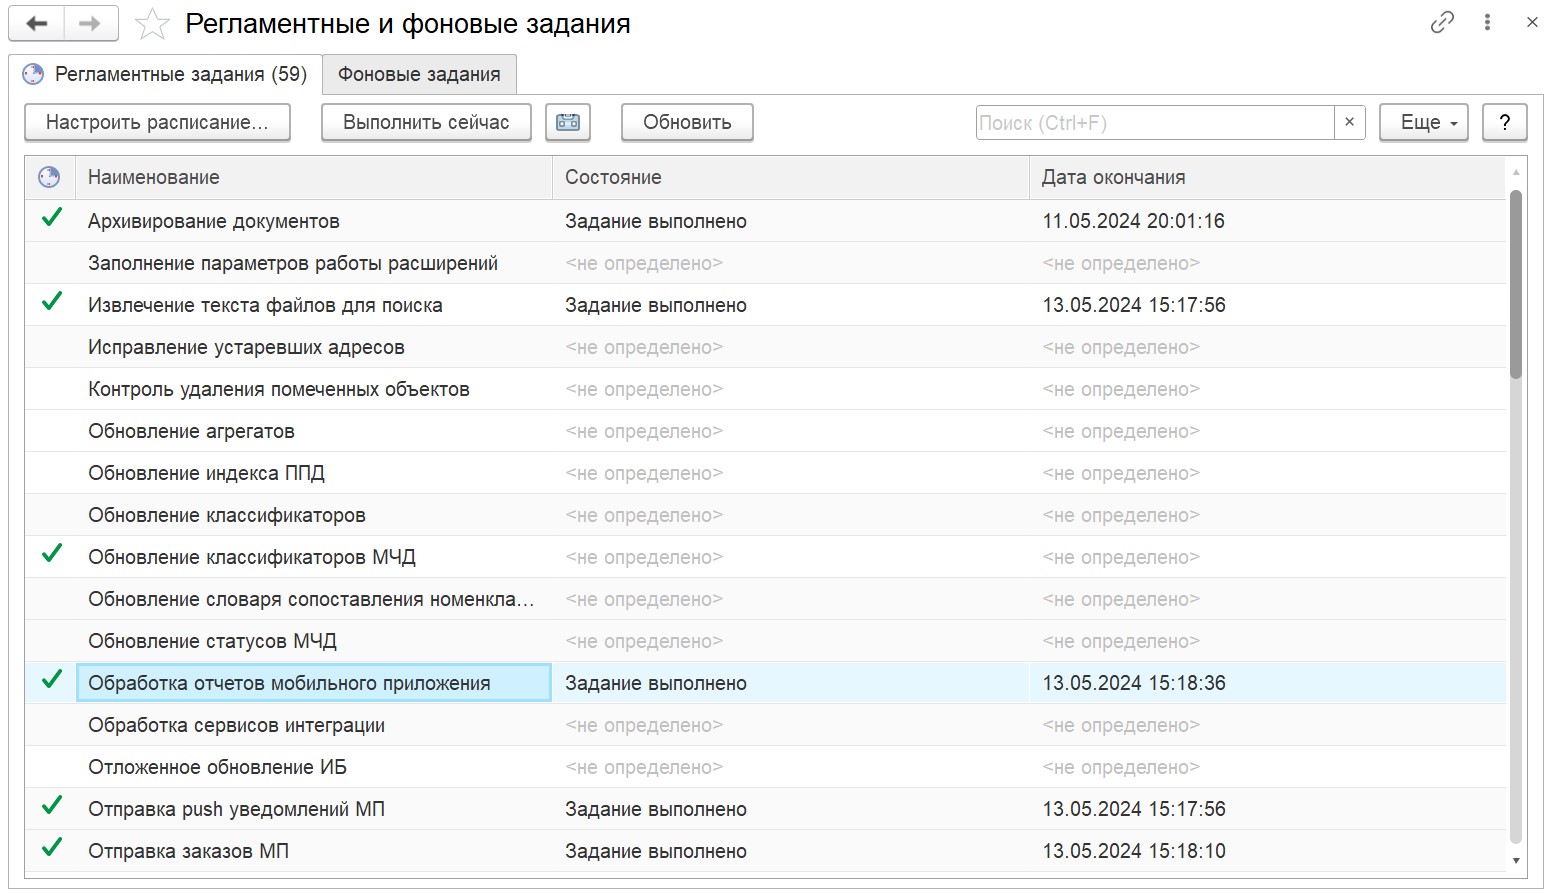 Регламентные и фоновые задания
Регламентные задания (59) Фоновые задания
Настроить расписание... Выполнить сейчас Обновить Поиск (Ctrl+F) × Еще ?
Наименование Состояние Дата окончания
Архивирование документов Задание выполнено 11.05.2024 20:01:16
Заполнение параметров работы расширений <не определено> <не определено>
Извлечение текста файлов для поиска Задание выполнено 13.05.2024 15:17:56
Исправление устаревших адресов <не определено> <не определено>
Контроль удаления помеченных объектов <не определено> <не определено>
Обновление агрегатов <не определено> <не определено>
Обновление индекса ППД <не определено> <не определено>
Обновление классификаторов <не определено> <не определено>
Обновление классификаторов МЧД <не определено> <не определено>
Обновление словаря сопоставления номенкла... <не определено> <не определено>
Обновление статусов МЧД <не определено> <не определено>
Обработка отчетов мобильного приложения Задание выполнено 13.05.2024 15:18:36
Обработка сервисов интеграции <не определено> <не определено>
Отложенное обновление ИБ <не определено> <не определено>
Отправка push уведомлений МП Задание выполнено 13.05.2024 15:17:56
Отправка заказов МП Задание выполнено 13.05.2024 15:18:10